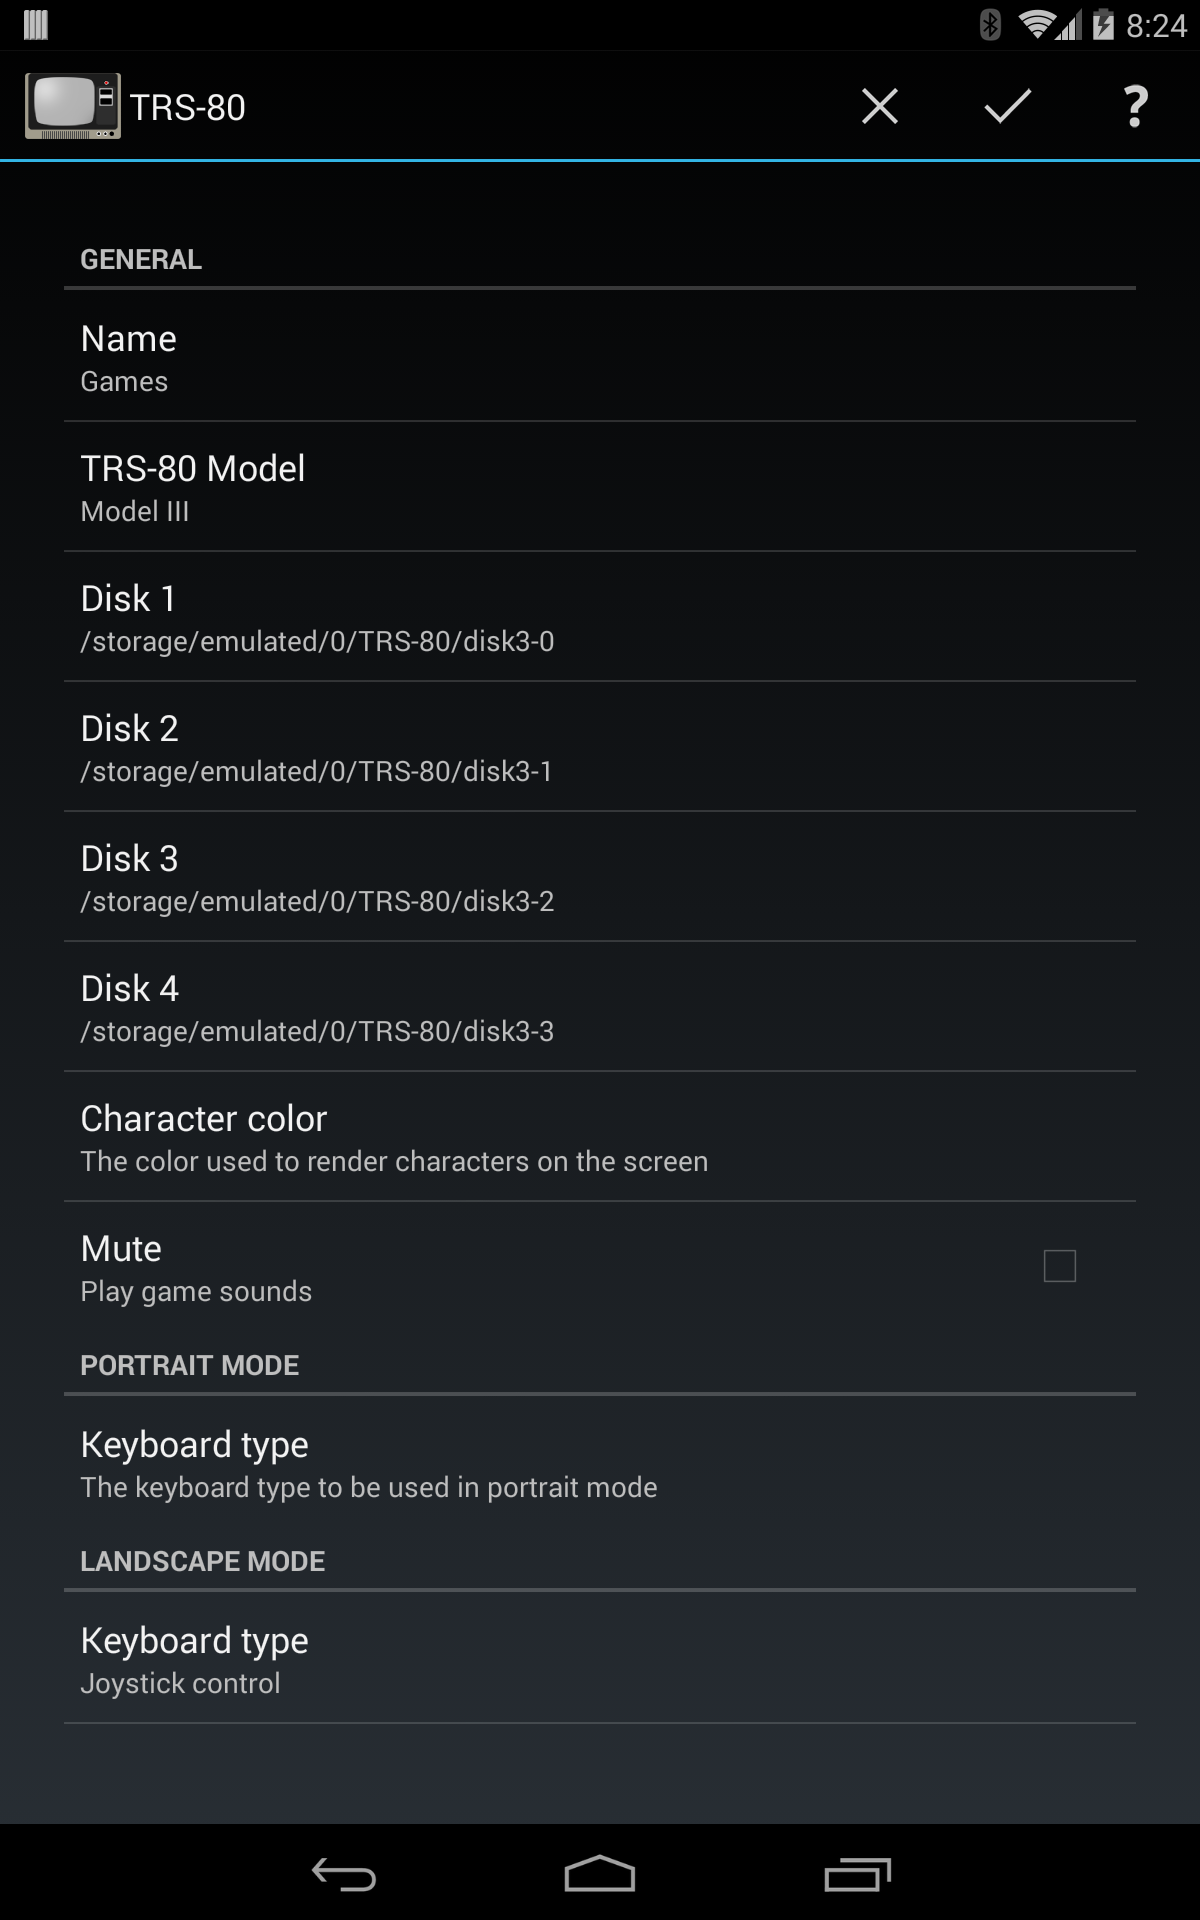 8:24
TRS-80
GENERAL
Name
Games
TRS-80 Model
Model III
Disk 1
/storage/emulated/0/TRS-80/disk3-0
Disk 2
/storage/emulated/0/TRS-80/disk3-1
Disk 3
/storage/emulated/0/TRS-80/disk3-2
Disk 4
/storage/emulated/0/TRS-80/disk3-3
Character color
The color used to render characters on the screen
Mute
Play game sounds
PORTRAIT MODE
Keyboard type
The keyboard type to be used in portrait mode
LANDSCAPE MODE
Keyboard type
Joystick control